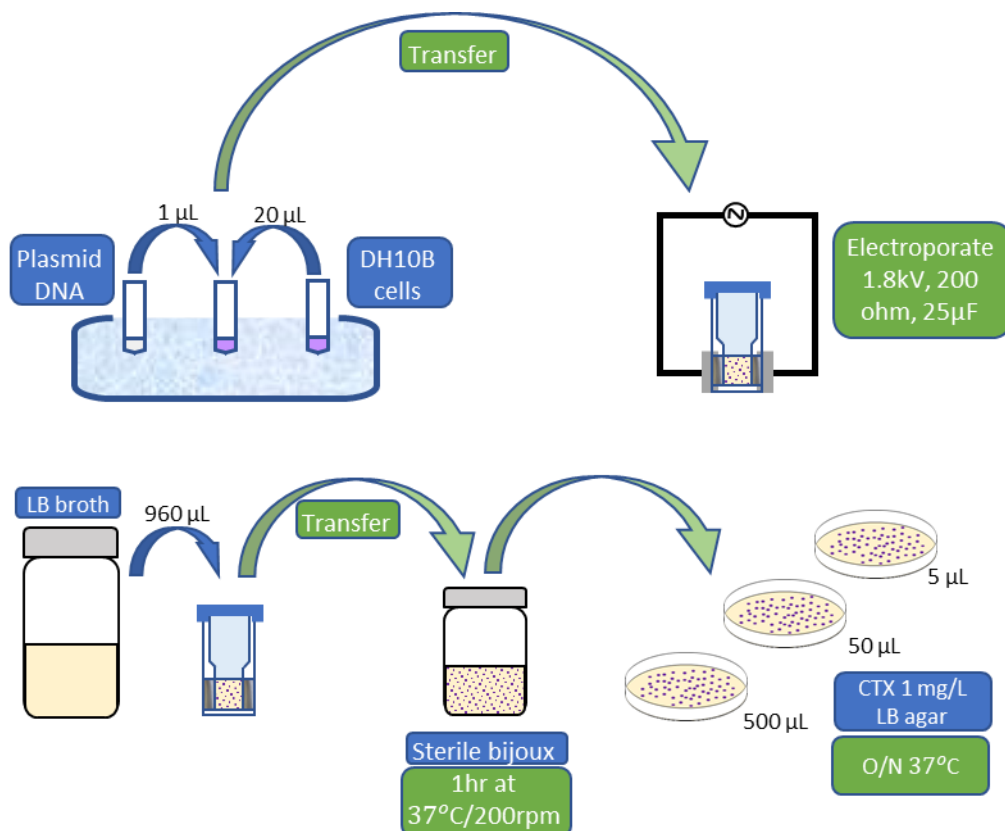 Transfer
1 µL
20 µL
Plasmid
DNA
DH10B
cells
Electroporate
1.8kV, 200
ohm, 25µF
LB broth
960 µL
Transfer
5 µL
50 µL
500 µL
CTX 1 mg/L
LB agar
Sterile bijoux
1hr at
37°C/200rpm
O/N 37°C